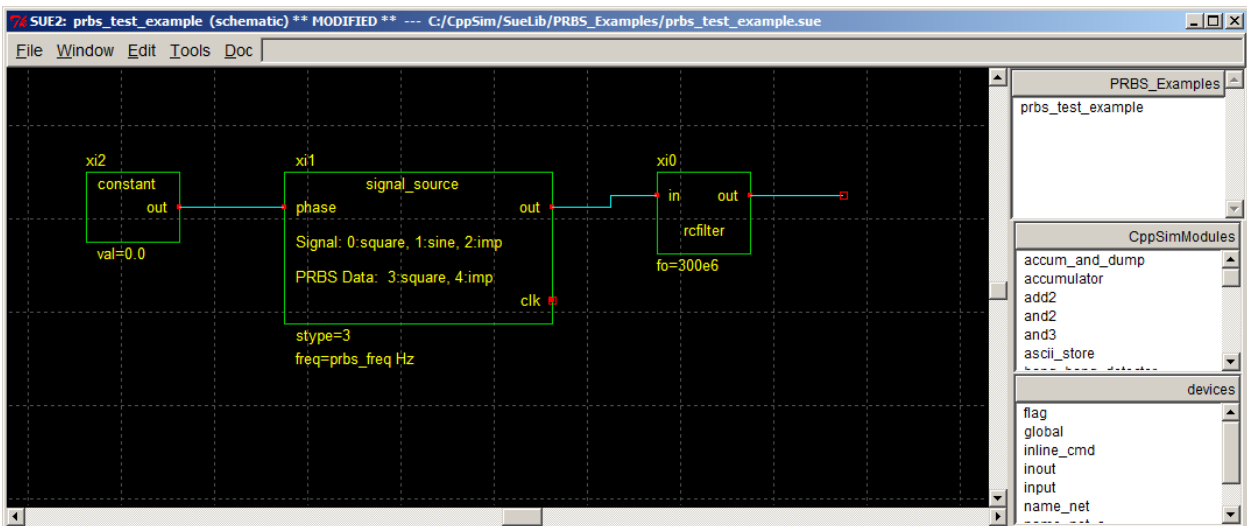 SUE2: prbs_test_example (schematic) ** MODIFIED ** --- C:/CppSim/SueLib/PRBS_Examples/prbs_test_example.sue
File Window Edit Tools Doc
PRBS_Examples
prbs_test_example
xi2
constant
out
val=0.0
xi1
signal_source
phase
out
Signal: 0:square, 1:sine, 2:imp
PRBS Data: 3:square, 4:imp
clk
stype=3
freq=prbs_freq Hz
xi0
in out
rcfilter
fo=300e6
CppSimModules
accum_and_dump
accumulator
add2
and2
and3
ascii_store
devices
flag
global
inline_cmd
inout
input
name_net